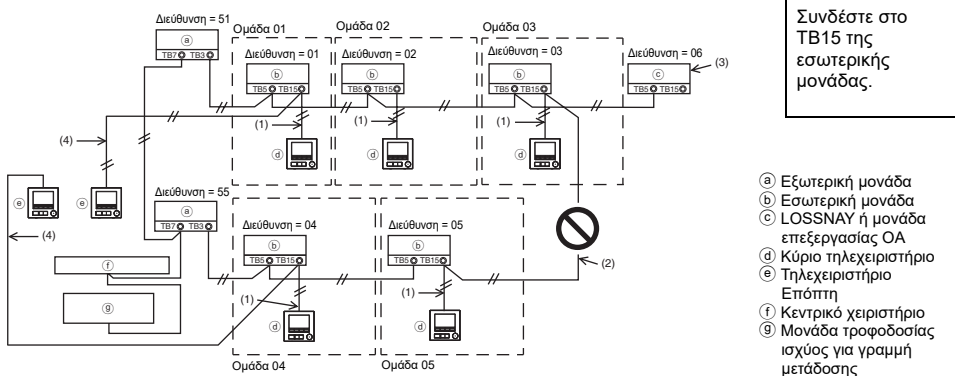 Διεύθυνση = 51
ⓐ
TB7 TB3
Ομάδα 01
Διεύθυνση = 01
ⓑ
TB5 TB15
(1)
ⓓ
Ομάδα 02
Διεύθυνση = 02
ⓑ
TB5 TB15
(1)
ⓓ
Ομάδα 03
Διεύθυνση = 03
ⓑ
TB5 TB15
(1)
ⓓ
Διεύθυνση = 06
ⓒ
TB5 TB15
(3)
(4)
ⓔ
ⓔ
(4)
Διεύθυνση = 55
ⓐ
TB7 TB3
ⓕ
ⓖ
Διεύθυνση = 04
ⓑ
TB5 TB15
(1)
ⓓ
Ομάδα 04
Διεύθυνση = 05
ⓑ
TB5 TB15
(1)
ⓓ
Ομάδα 05
(2)
Συνδέστε στο
TB15 της
εσωτερικής
μονάδας.
ⓐ Εξωτερική μονάδα
ⓑ Εσωτερική μονάδα
ⓒ LOSSNAY ή μονάδα
επεξεργασίας OA
ⓓ Κύριο τηλεχειριστήριο
ⓔ Τηλεχειριστήριο
Επόπτη
ⓕ Κεντρικό χειριστήριο
ⓖ Μονάδα τροφοδοσίας
ισχύος για γραμμή
μετάδοσης